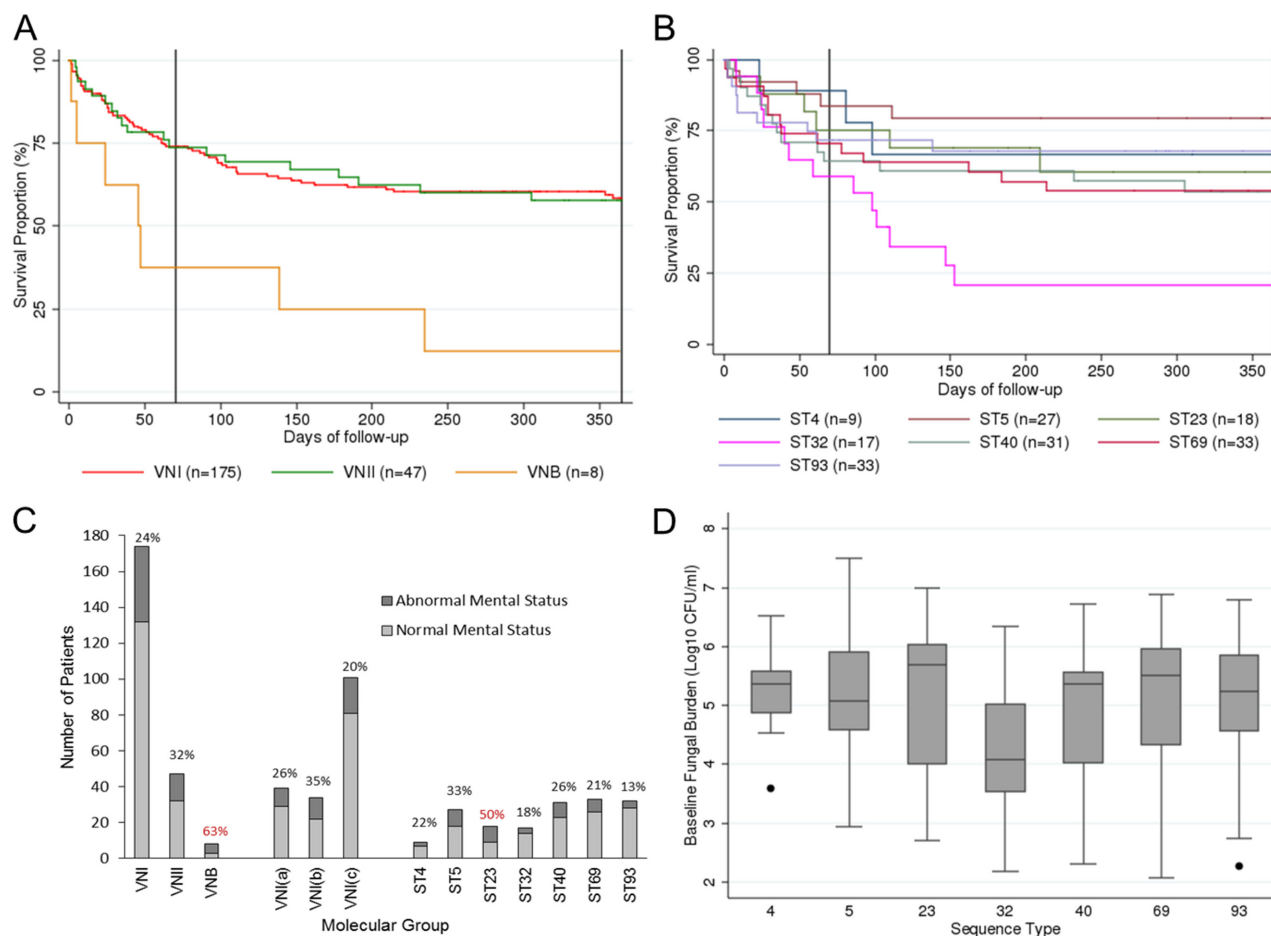 A
Survival Proportion (%)
100
75
50
25
0
0 50 100 150 200 250 300 350
Days of follow-up
VNI (n=175) VNII (n=47) VNB (n=8)
B
Survival Proportion (%)
100
75
50
25
0
0 50 100 150 200 250 300 350
Days of follow-up
ST4 (n=9) ST5 (n=27) ST23 (n=18)
ST32 (n=17) ST40 (n=31) ST69 (n=33)
ST93 (n=33)
C
Number of Patients
180
160
140
120
100
80
60
40
20
0
24% 32% 63% 26% 35% 20% 22% 33% 50% 18% 26% 21% 13%
Abnormal Mental Status
Normal Mental Status
VNI VNII VNB VNI(a) VNI(b) VNI(c) ST4 ST5 ST23 ST32 ST40 ST69 ST93
Molecular Group
D
Baseline Fungal Burden (Log10 CFU/ml)
8
7
6
5
4
3
2
4 5 23 32 40 69 93
Sequence Type